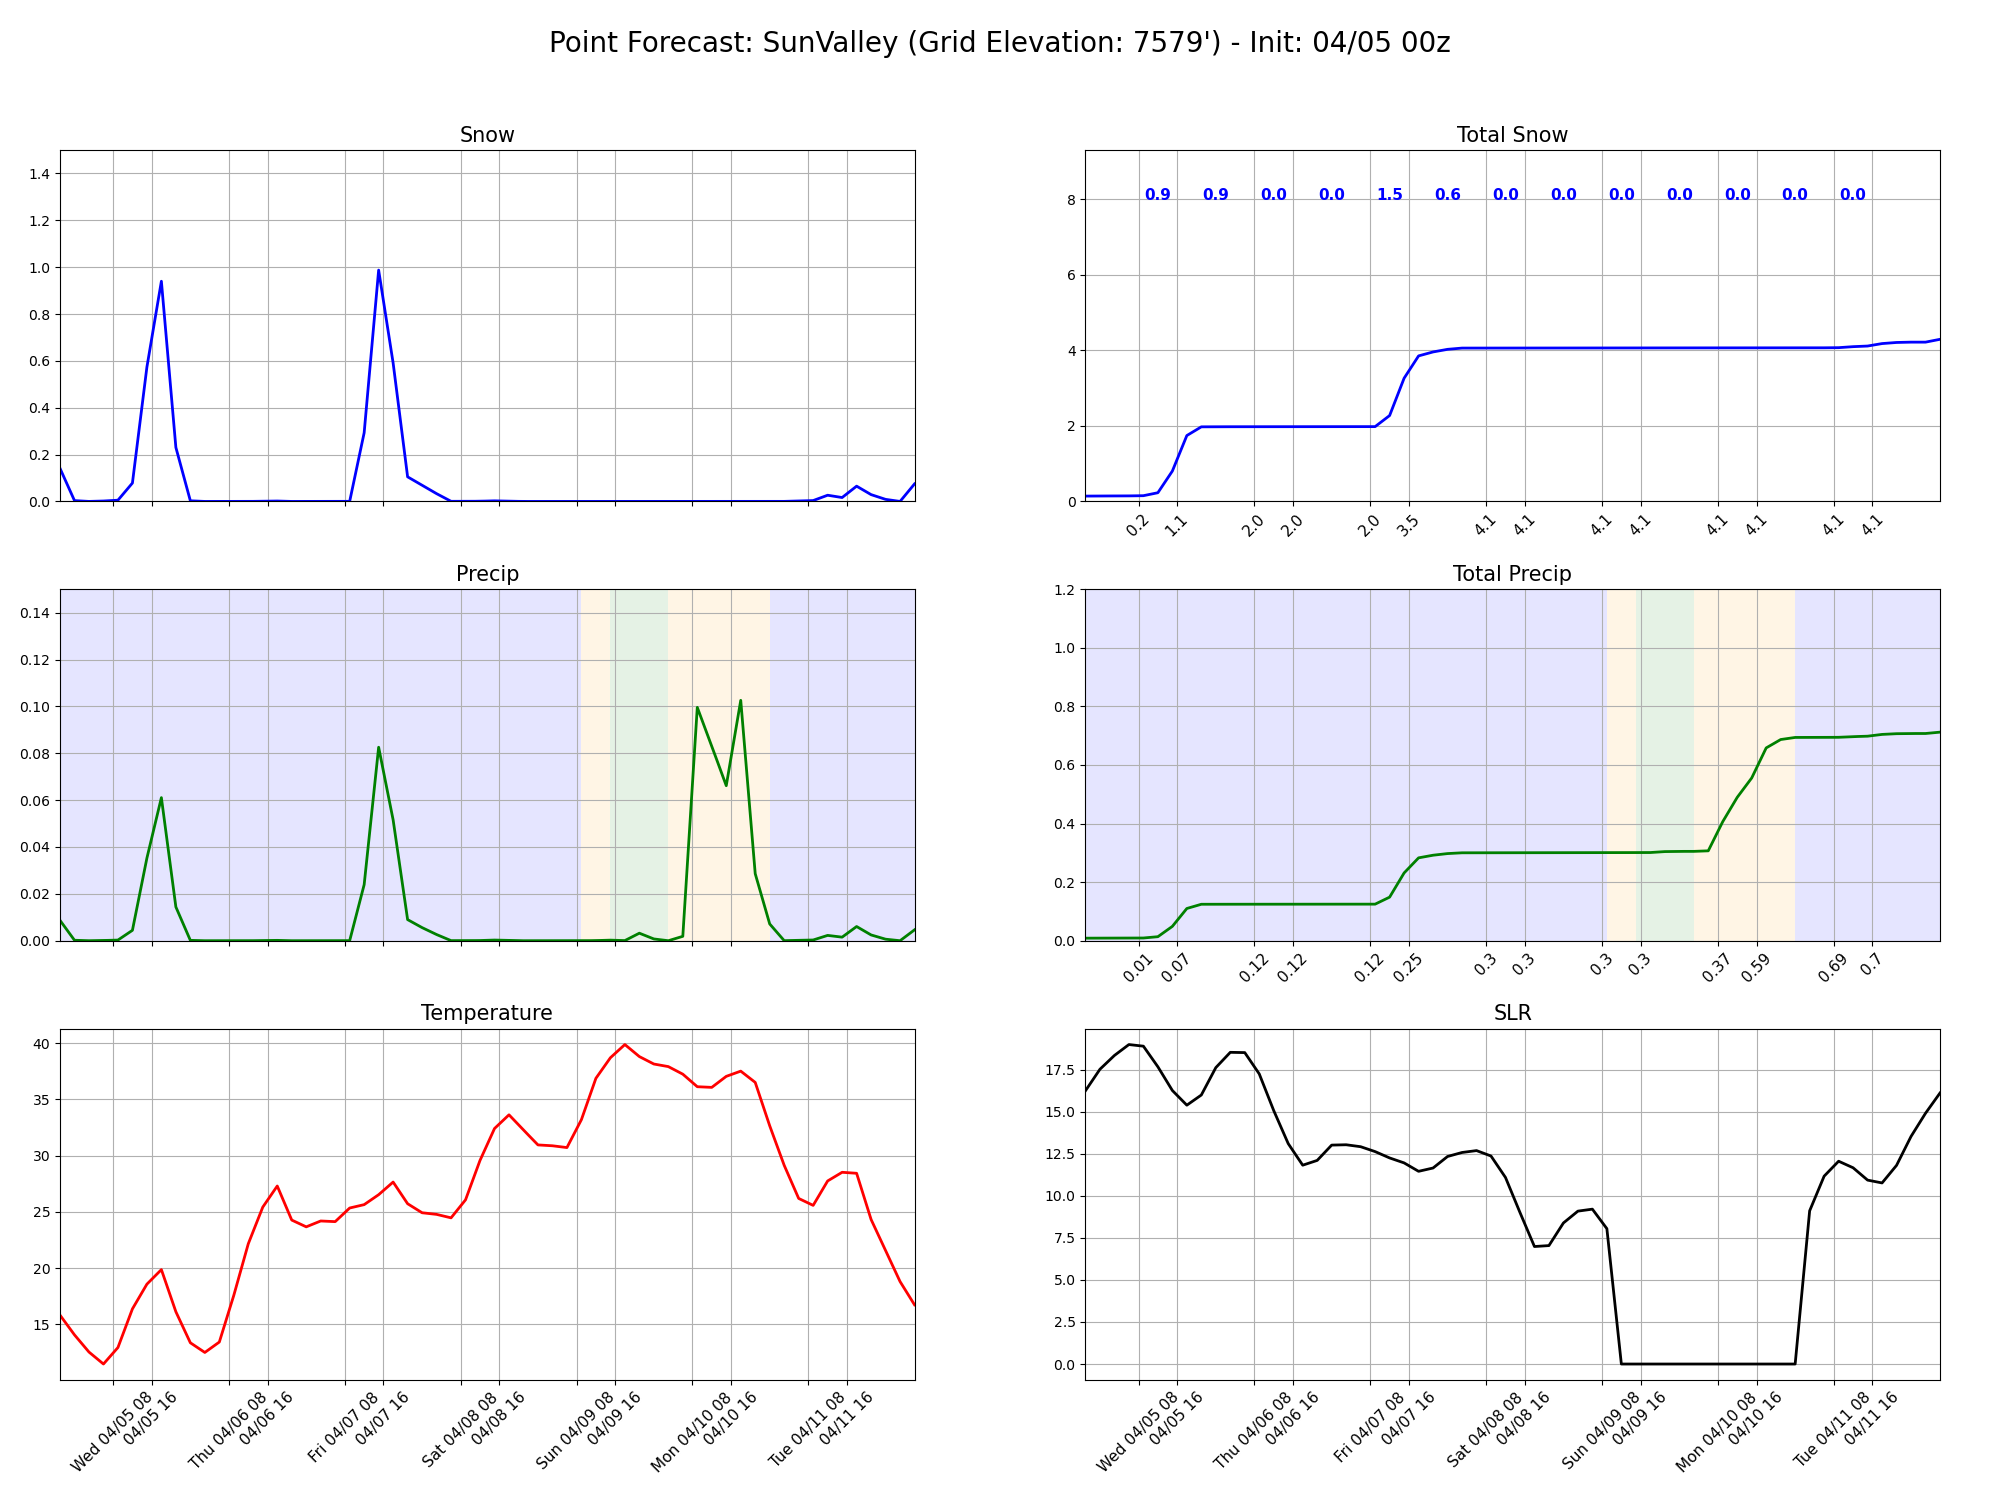 Point Forecast: SunValley (Grid Elevation: 7579') - Init: 04/05 00z
Snow
1.4
1.2
1.0
0.8
0.6
0.4
0.2
0.0
Total Snow
0.9 0.9 0.0 0.0 1.5 0.6 0.0 0.0 0.0 0.0 0.0 0.0 0.0
8
6
4
2
0
0.2 1.1 2.0 2.0 2.0 3.5 4.1 4.1 4.1 4.1 4.1 4.1 4.1 4.1
Precip
0.14
0.12
0.10
0.08
0.06
0.04
0.02
0.00
Total Precip
1.2
1.0
0.8
0.6
0.4
0.2
0.0
0.01 0.07 0.12 0.12 0.12 0.25 0.3 0.3 0.3 0.3 0.37 0.59 0.69 0.7
Temperature
40
35
30
25
20
15
Wed 04/05 08
04/05 16
Thu 04/06 08
04/06 16
Fri 04/07 08
04/07 16
Sat 04/08 08
04/08 16
Sun 04/09 08
04/09 16
Mon 04/10 08
04/10 16
Tue 04/11 08
04/11 16
SLR
17.5
15.0
12.5
10.0
7.5
5.0
2.5
0.0
Wed 04/05 08
04/05 16
Thu 04/06 08
04/06 16
Fri 04/07 08
04/07 16
Sat 04/08 08
04/08 16
Sun 04/09 08
04/09 16
Mon 04/10 08
04/10 16
Tue 04/11 08
04/11 16